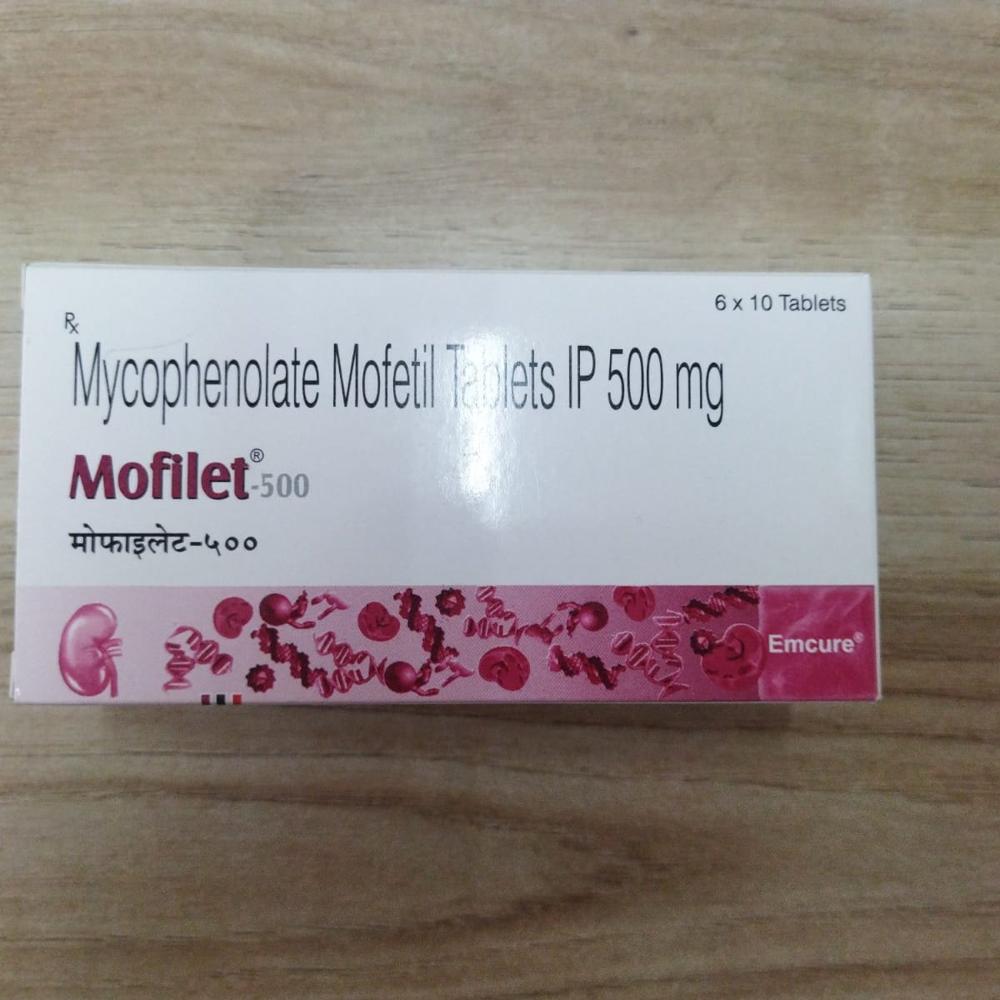 6 x 10 Tablets
Rx
Mycophenolate Mofetil Tablets IP 500 mg
Mofilet®-500
मोफाइलेट-५००
Emcure®